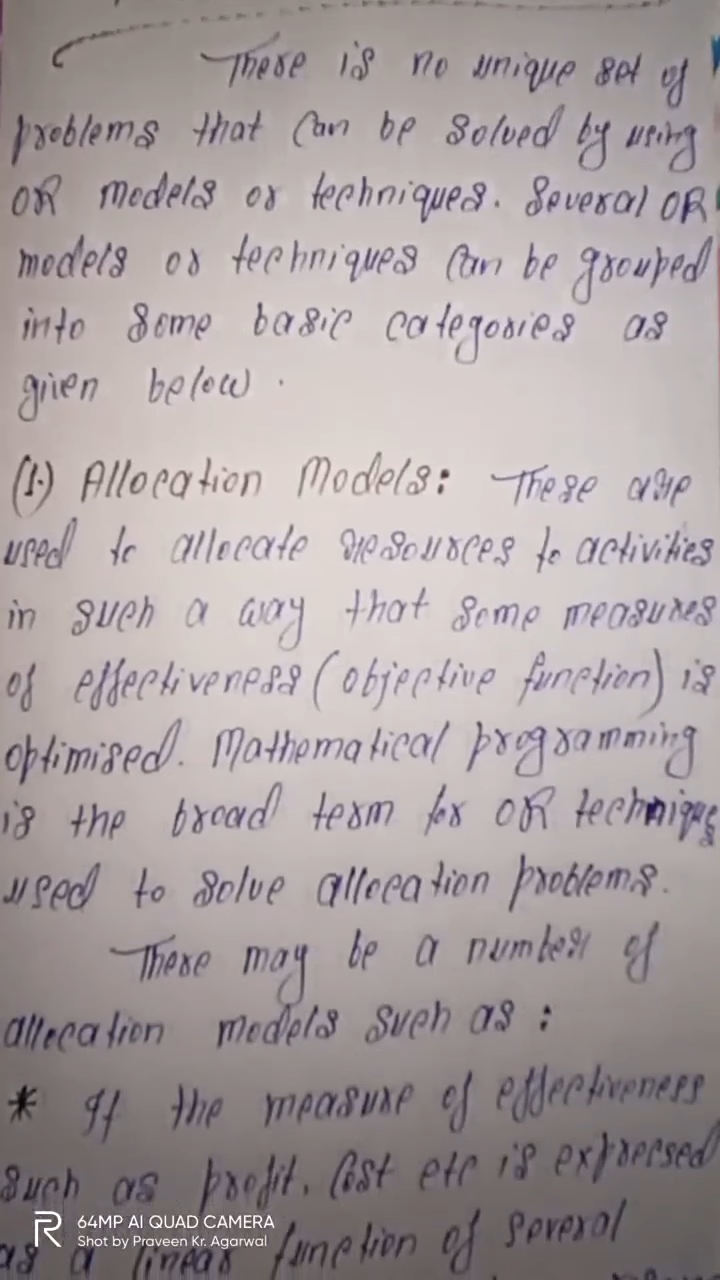 There is no unique set of
problems that can be solved by using
OR models or techniques. Several OR
models or techniques can be grouped
into some basic categories as
given below.
(1.) Allocation Models: These are
used to allocate resources to activities
in such a way that some measures
of effectiveness (objective function) is
optimised. Mathematical programming
is the broad term for OR techniques
used to solve allocation problems.
There may be a number of
allocation models such as :
* If the measure of effectiveness
such as profit, Cost etc is expressed
as a linear function of several
R 64MP AI QUAD CAMERA
Shot by Praveen Kr. Agarwal